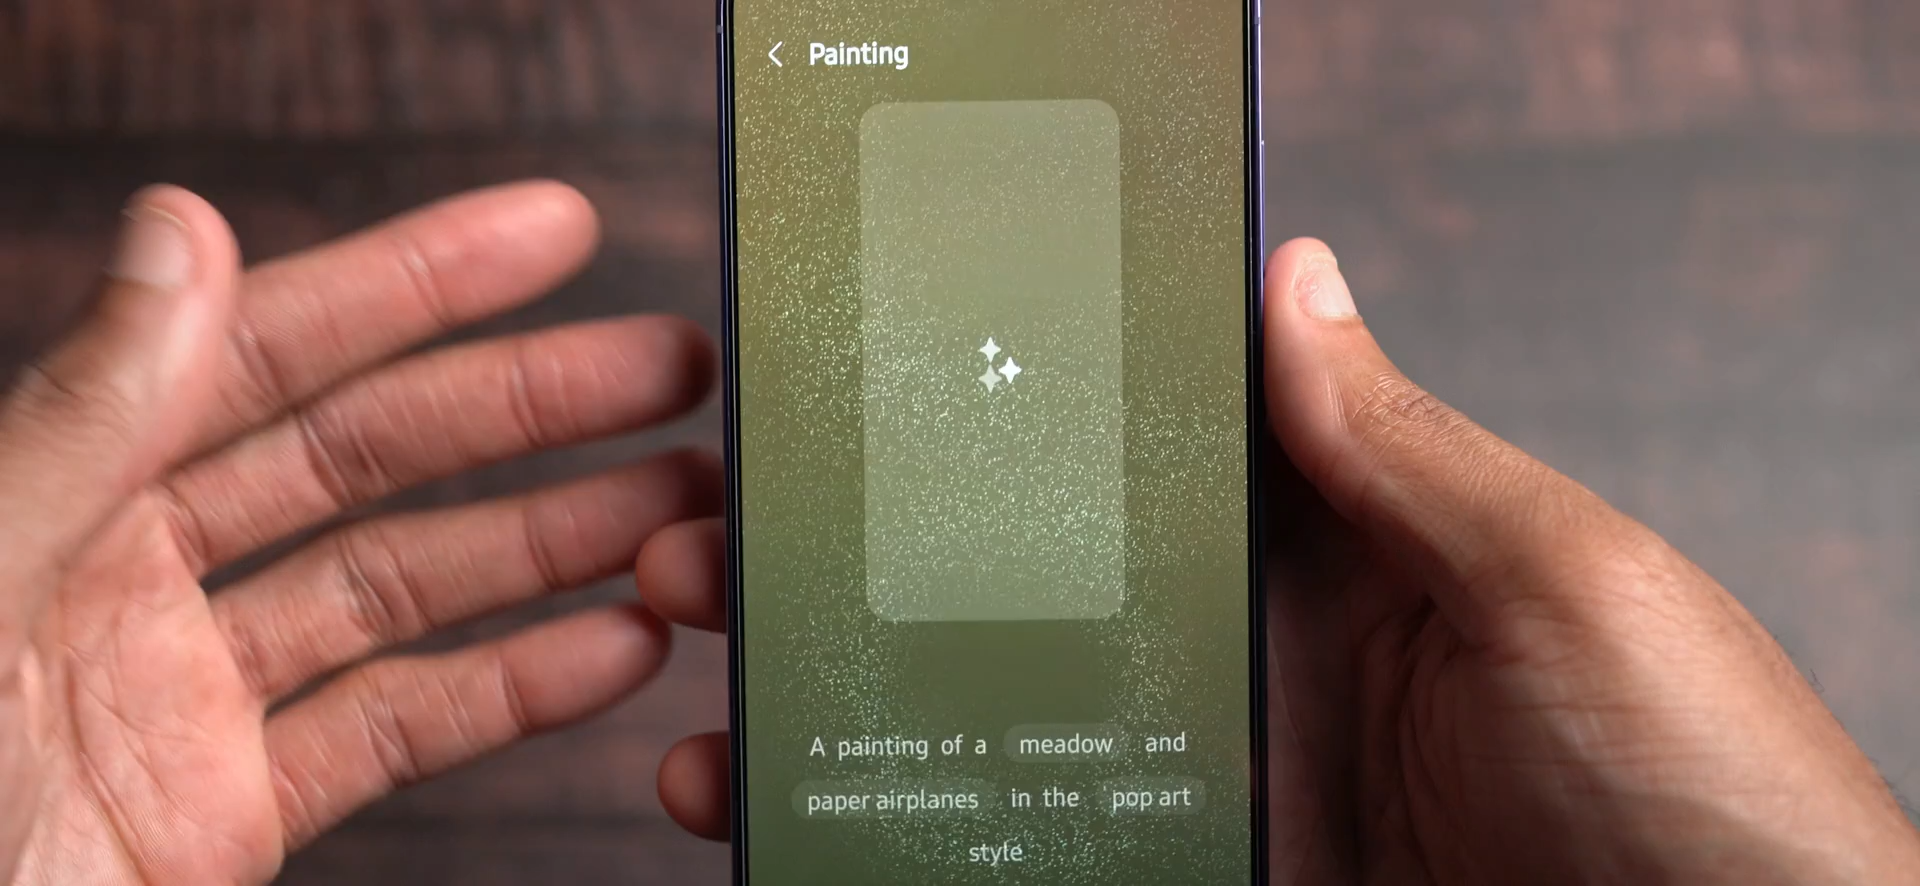 Painting
A painting of a meadow and
paper airplanes in the pop art
style